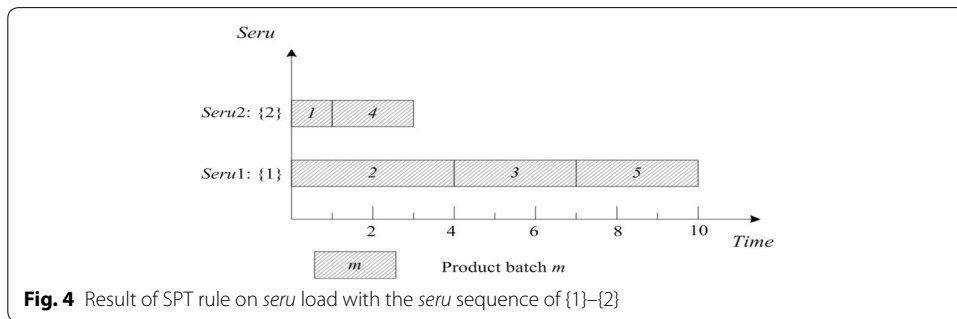 Seru
Seru2: {2}
1
4
Seru1: {1}
2
3
5
2
4
6
8
10
Time
m
Product batch m
Fig. 4 Result of SPT rule on seru load with the seru sequence of {1}–{2}